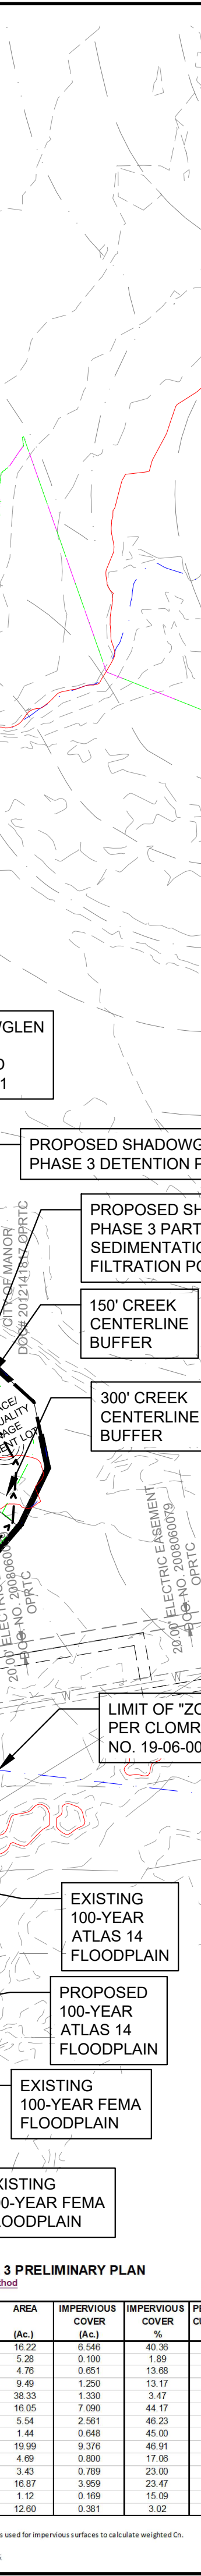 GLEN
1
PROPOSED SHADOWG
PHASE 3 DETENTION P
PROPOSED SH
PHASE 3 PART
SEDIMENTATIO
FILTRATION PO
CITY OF MANOR
DOC# 2012141817 OPRTC
150' CREEK
CENTERLINE
BUFFER
300' CREEK
CENTERLINE
BUFFER
20.00' ELECTRIC EASEMENT
DOC. NO. 2008060079
OPRTC
OPRTC
LIMIT OF "ZO
PER CLOMR
NO. 19-06-00
EXISTING
100-YEAR
ATLAS 14
FLOODPLAIN
PROPOSED
100-YEAR
ATLAS 14
FLOODPLAIN
EXISTING
100-YEAR FEMA
FLOODPLAIN
XISTING
0-YEAR FEMA
LOODPLAIN
3 PRELIMINARY PLAN
thod
AREA IMPERVIOUS COVER IMPERVIOUS COVER
(Ac.) (Ac.) %
16.22 6.546 40.36
5.28 0.100 1.89
4.76 0.651 13.68
9.49 1.250 13.17
38.33 1.330 3.47
16.05 7.090 44.17
5.54 2.561 46.23
1.44 0.648 45.00
19.99 9.376 46.91
4.69 0.800 17.06
3.43 0.789 23.00
16.87 3.959 23.47
1.12 0.169 15.09
12.60 0.381 3.02
s used for impervious surfaces to calculate weighted Cn.